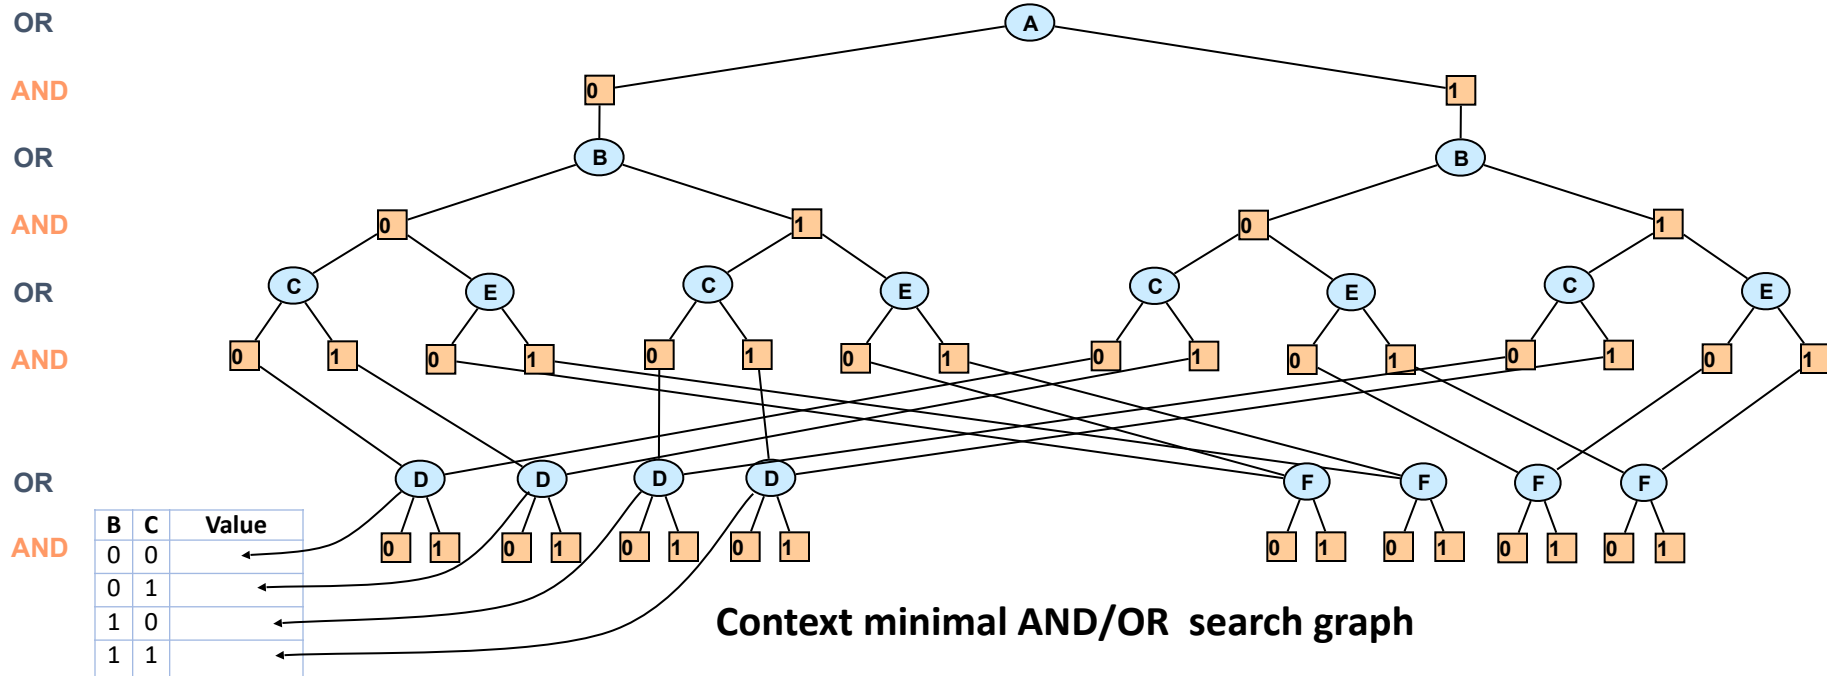 OR A
AND 0 1
OR B B
AND 0 1 0 1
OR C E C E C E C E
AND 0 1 0 1 0 1 0 1 0 1 0 1 0 1 0 1
OR D D D D F F F F
AND 0 1 0 1 0 1 0 1 0 1 0 1 0 1 0 1
B C Value
0 0
0 1
1 0
1 1
Context minimal AND/OR search graph